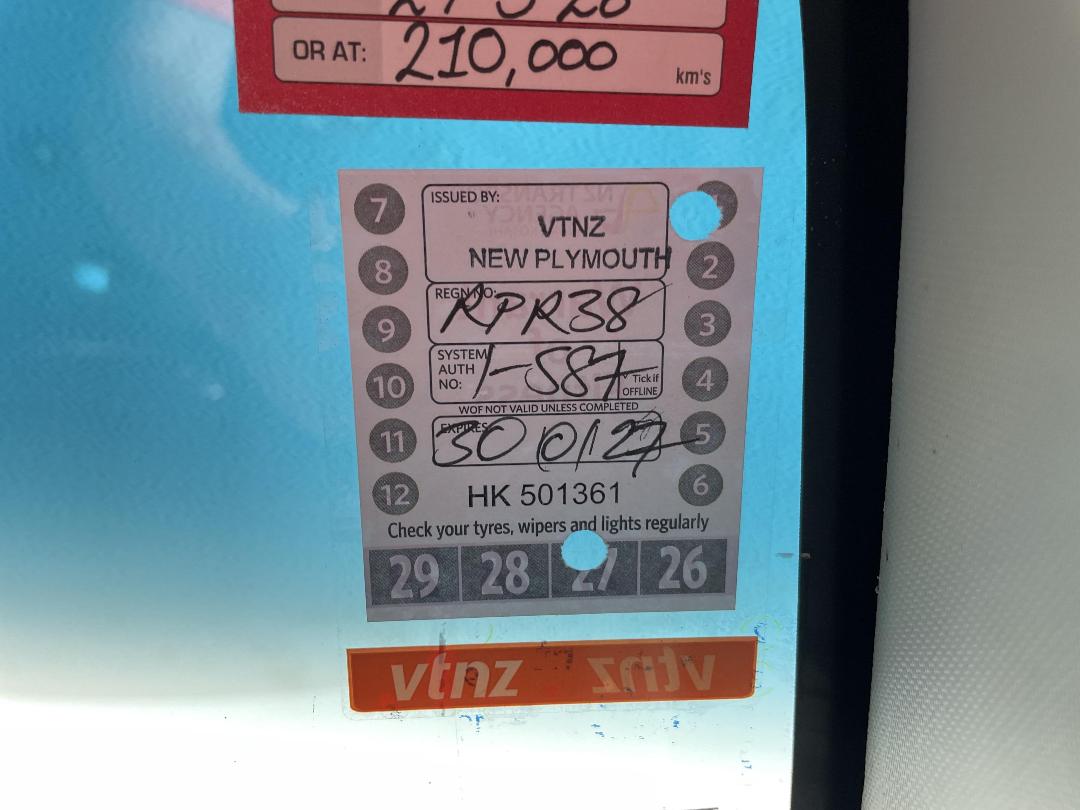 OR AT: 210,000 km's
7
8
9
10
11
12
ISSUED BY:
VTNZ
NEW PLYMOUTH
REGN NO: RPR38
SYSTEM AUTH NO: 1-587
Tick if OFFLINE
WOF NOT VALID UNLESS COMPLETED
EXPIRES 30 01 27
HK 501361
2
3
4
5
6
Check your tyres, wipers and lights regularly
29 28 27 26
vtnz vtnz